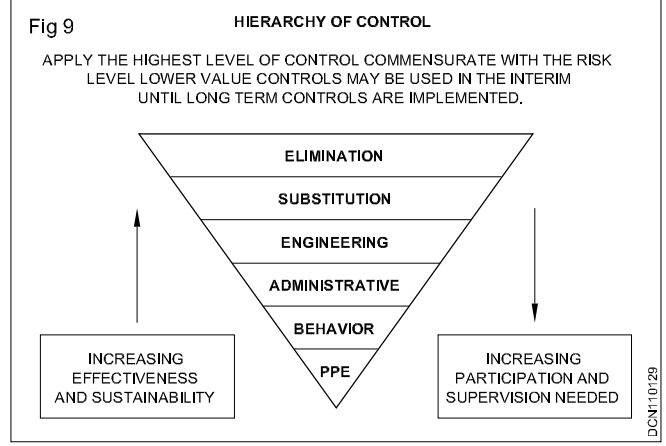 Fig 9
HIERARCHY OF CONTROL
APPLY THE HIGHEST LEVEL OF CONTROL COMMENSURATE WITH THE RISK
LEVEL LOWER VALUE CONTROLS MAY BE USED IN THE INTERIM
UNTIL LONG TERM CONTROLS ARE IMPLEMENTED.
ELIMINATION
SUBSTITUTION
ENGINEERING
ADMINISTRATIVE
BEHAVIOR
PPE
INCREASING
EFFECTIVENESS
AND SUSTAINABILITY
INCREASING
PARTICIPATION AND
SUPERVISION NEEDED
DCN110129